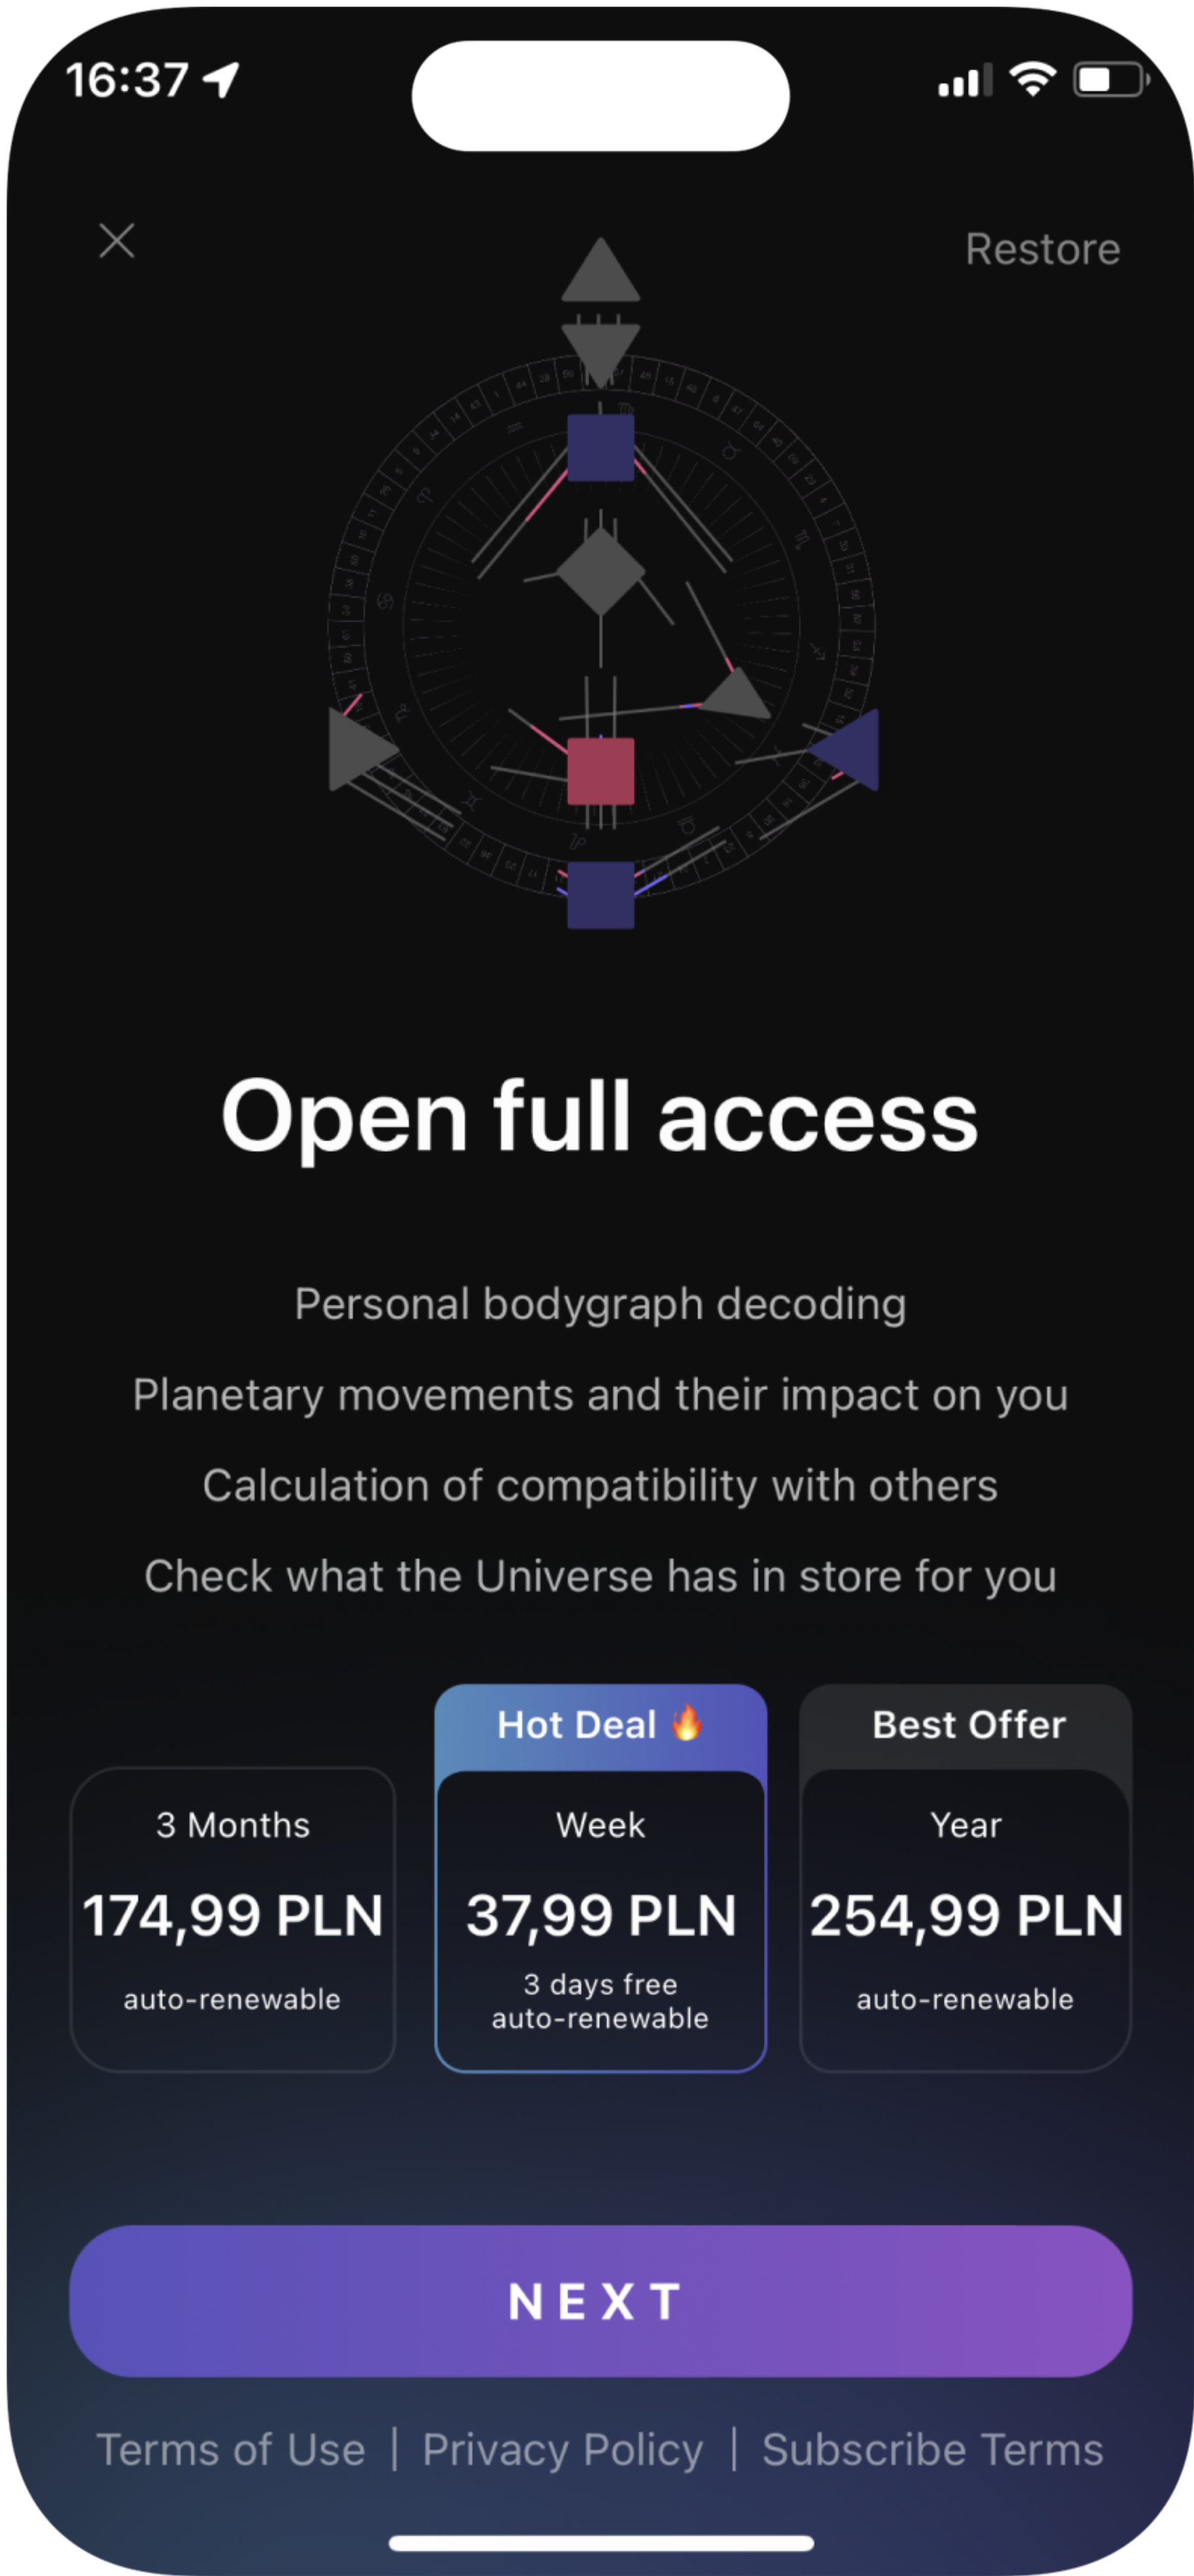 16:37
Restore
Open full access
Personal bodygraph decoding
Planetary movements and their impact on you
Calculation of compatibility with others
Check what the Universe has in store for you
Hot Deal 🔥
Best Offer
3 Months
174,99 PLN
auto-renewable
Week
37,99 PLN
3 days free
auto-renewable
Year
254,99 PLN
auto-renewable
NEXT
Terms of Use | Privacy Policy | Subscribe Terms